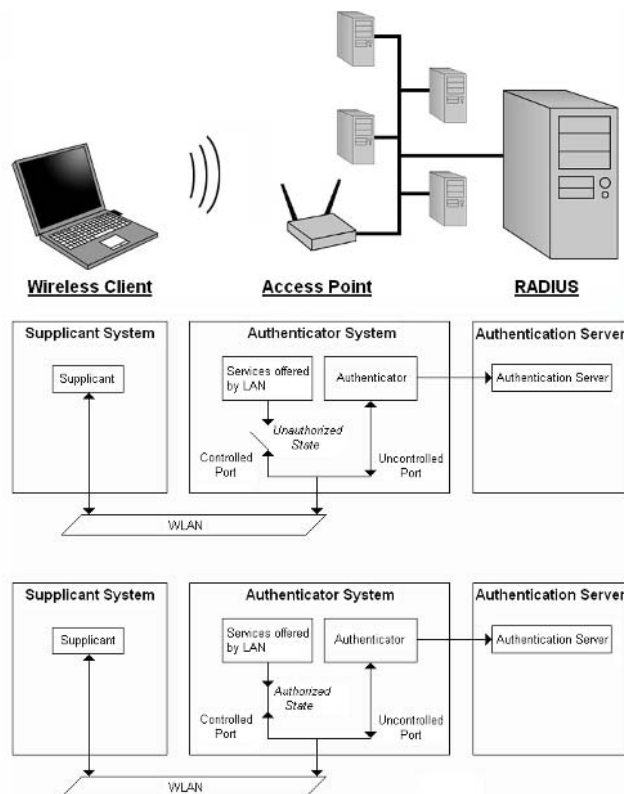 Wireless Client
Access Point
RADIUS
Supplicant System
Authenticator System
Authentication Server
Supplicant
Services offered
by LAN
Authenticator
Authentication Server
Unauthorized
State
Controlled
Port
Uncontrolled
Port
WLAN
Supplicant System
Authenticator System
Authentication Server
Supplicant
Services offered
by LAN
Authenticator
Authentication Server
Authorized
State
Controlled
Port
Uncontrolled
Port
WLAN